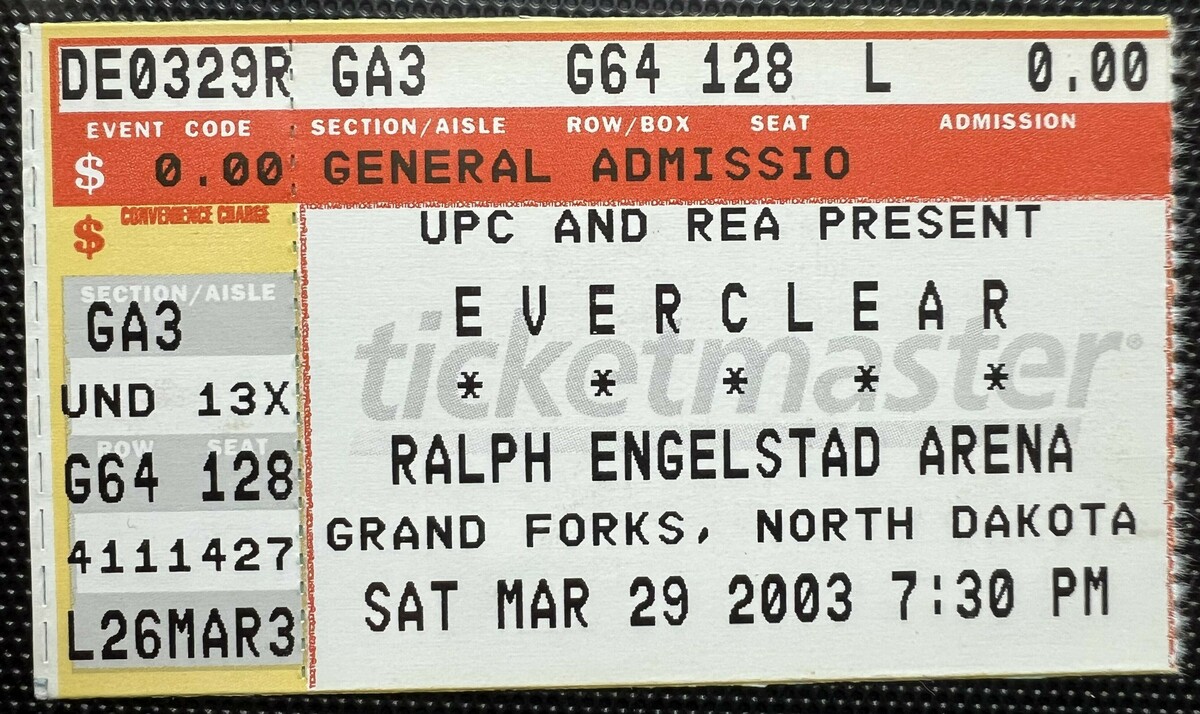 DE0329R GA3 G64 128 L 0.00
EVENT CODE SECTION/AISLE ROW/BOX SEAT ADMISSION
$ 0.00 GENERAL ADMISSIO
$ CONVENIENCE CHARGE
UPC AND REA PRESENT
SECTION/AISLE
GA3
EVERCLEAR
ticketmaster®
* * * * *
UND 13X
ROW SEAT
G64 128
RALPH ENGELSTAD ARENA
4111427
GRAND FORKS, NORTH DAKOTA
L26MAR3
SAT MAR 29 2003 7:30 PM